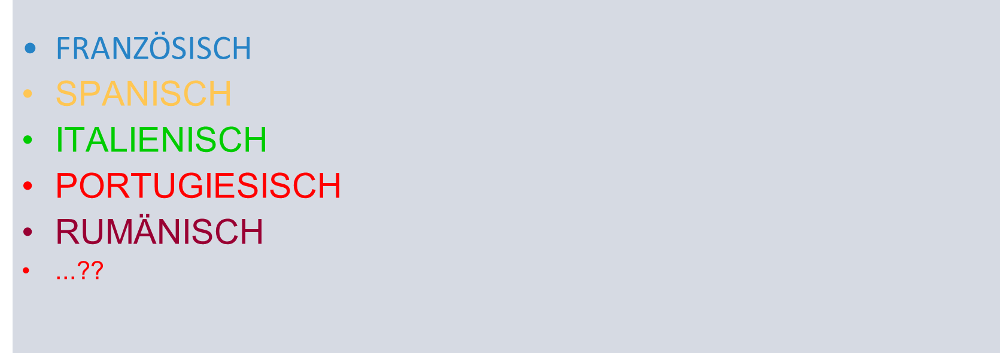 • FRANZÖSISCH
• SPANISCH
• ITALIENISCH
• PORTUGIESISCH
• RUMÄNISCH
• ...??